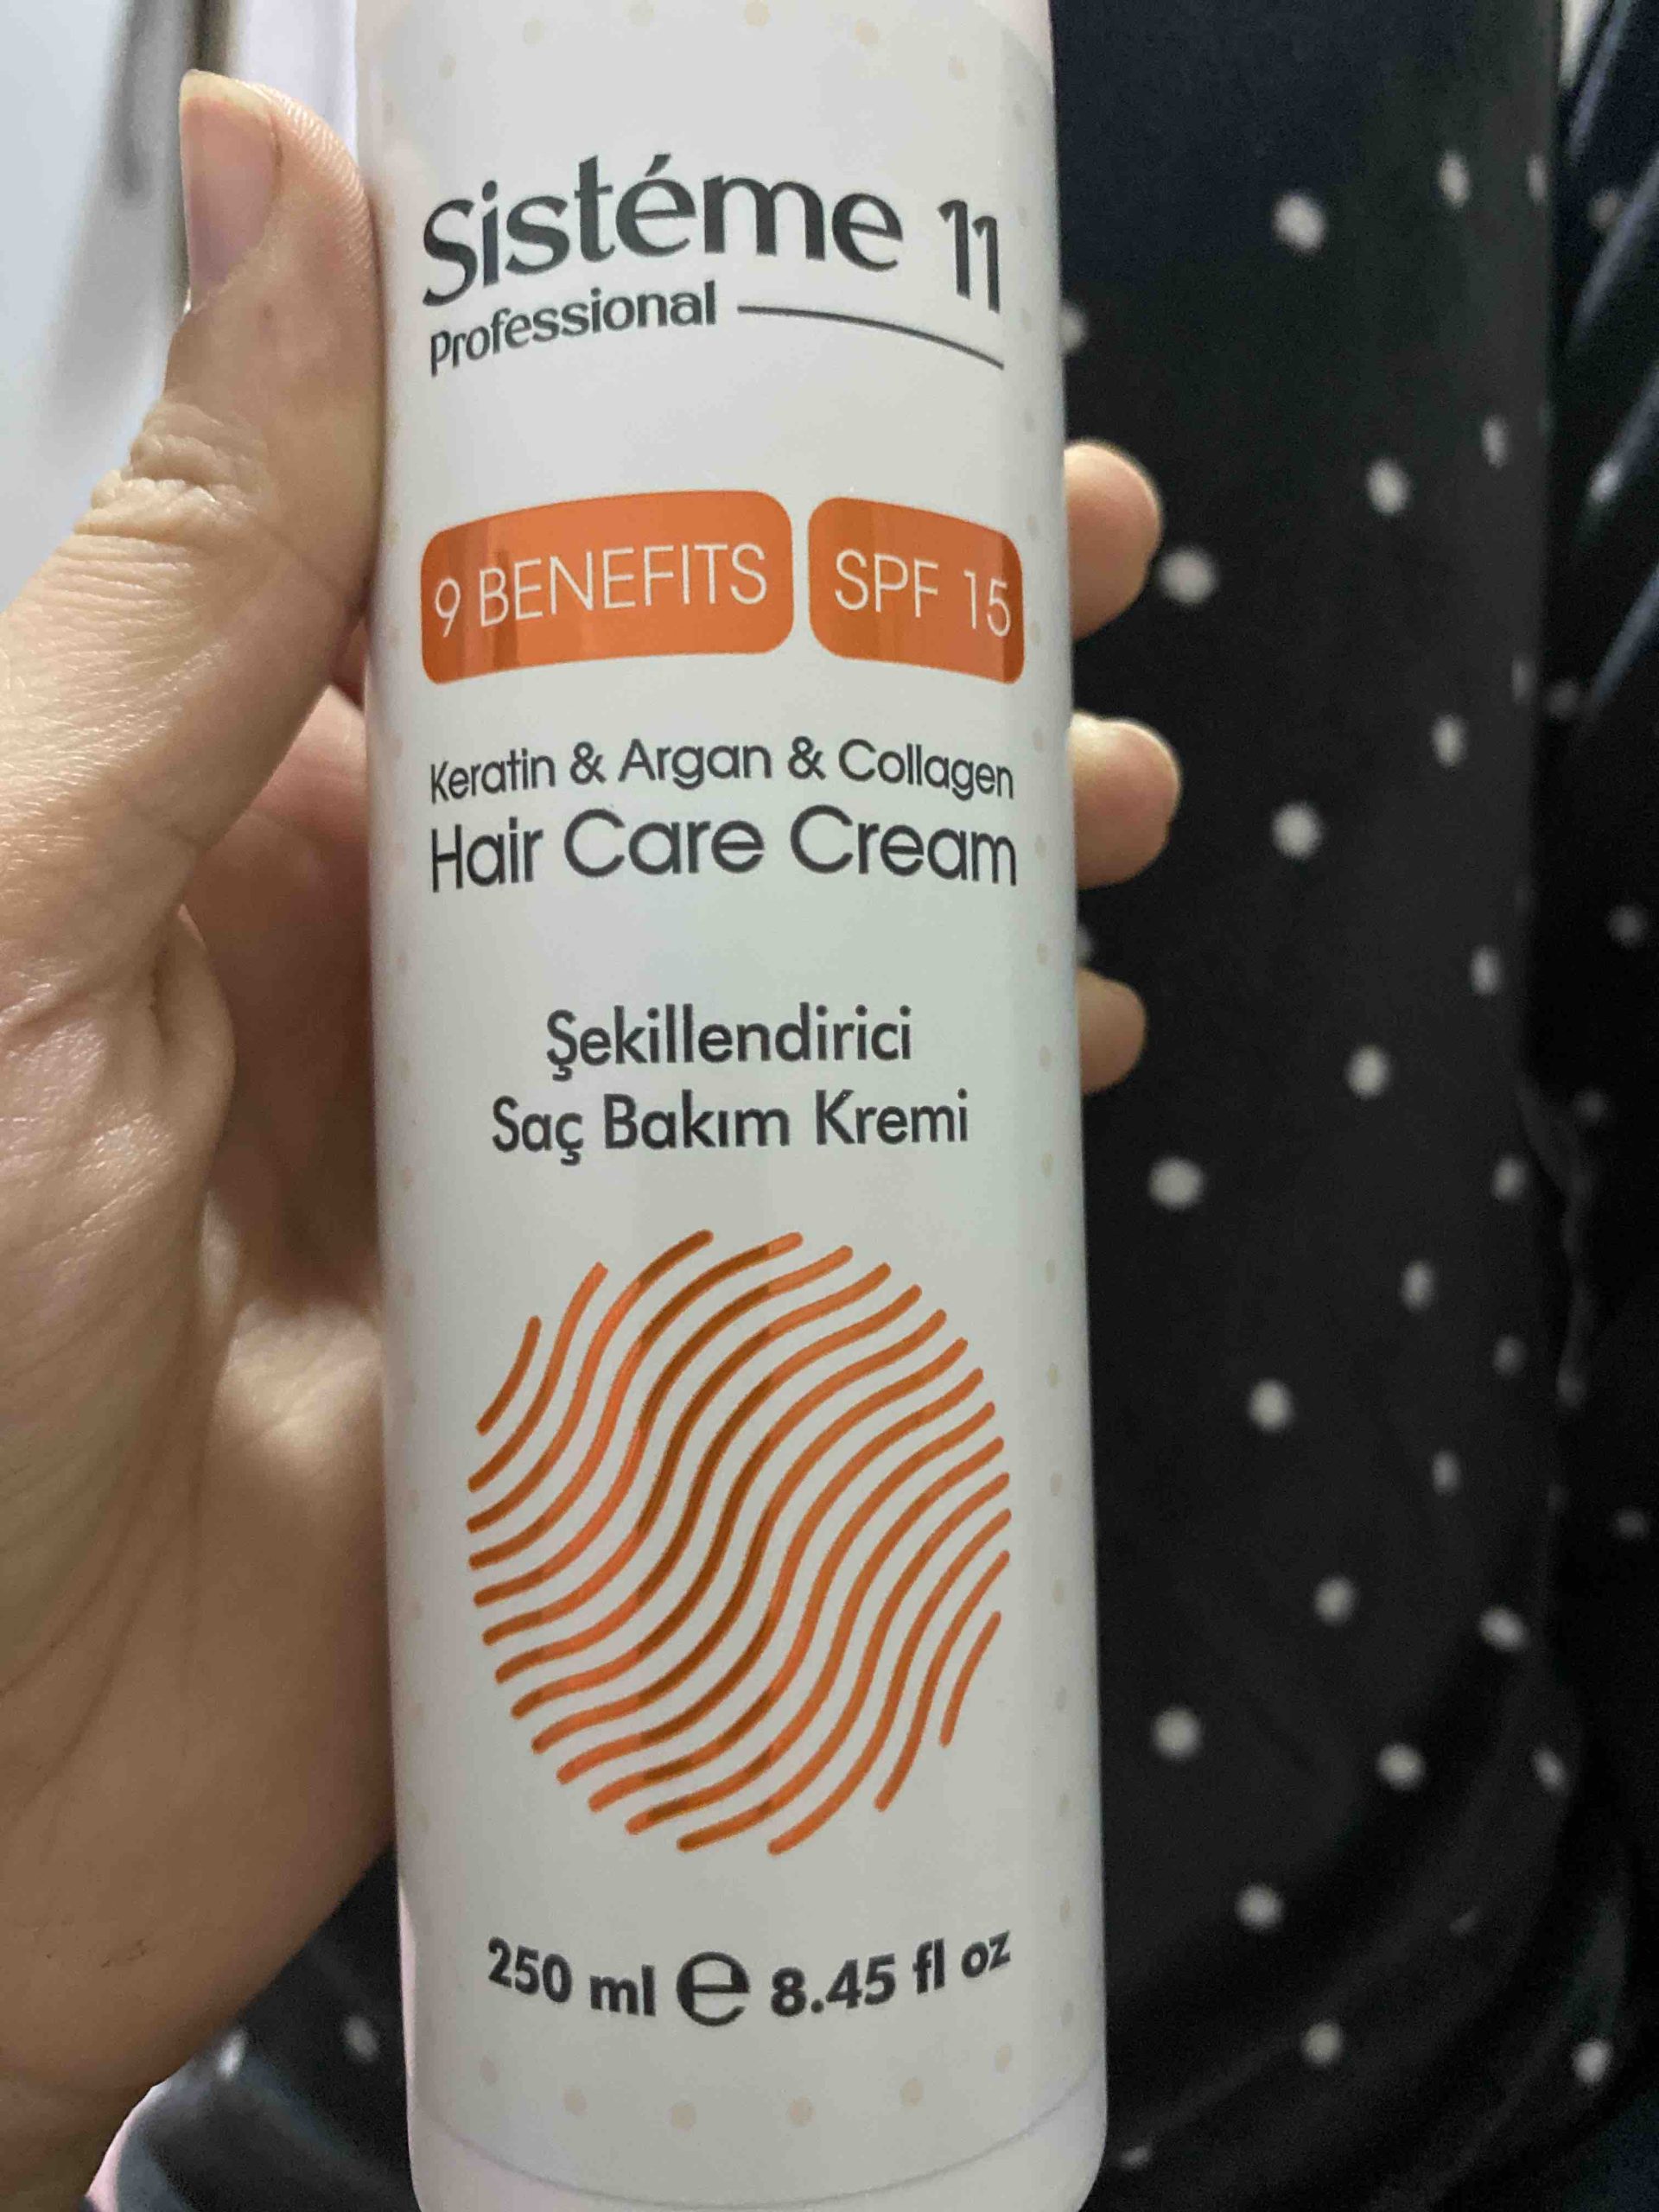 Sistéme 11
Professional
9 BENEFITS SPF 15
Keratin & Argan & Collagen
Hair Care Cream
Şekillendirici
Saç Bakım Kremi
250 ml e 8.45 fl oz